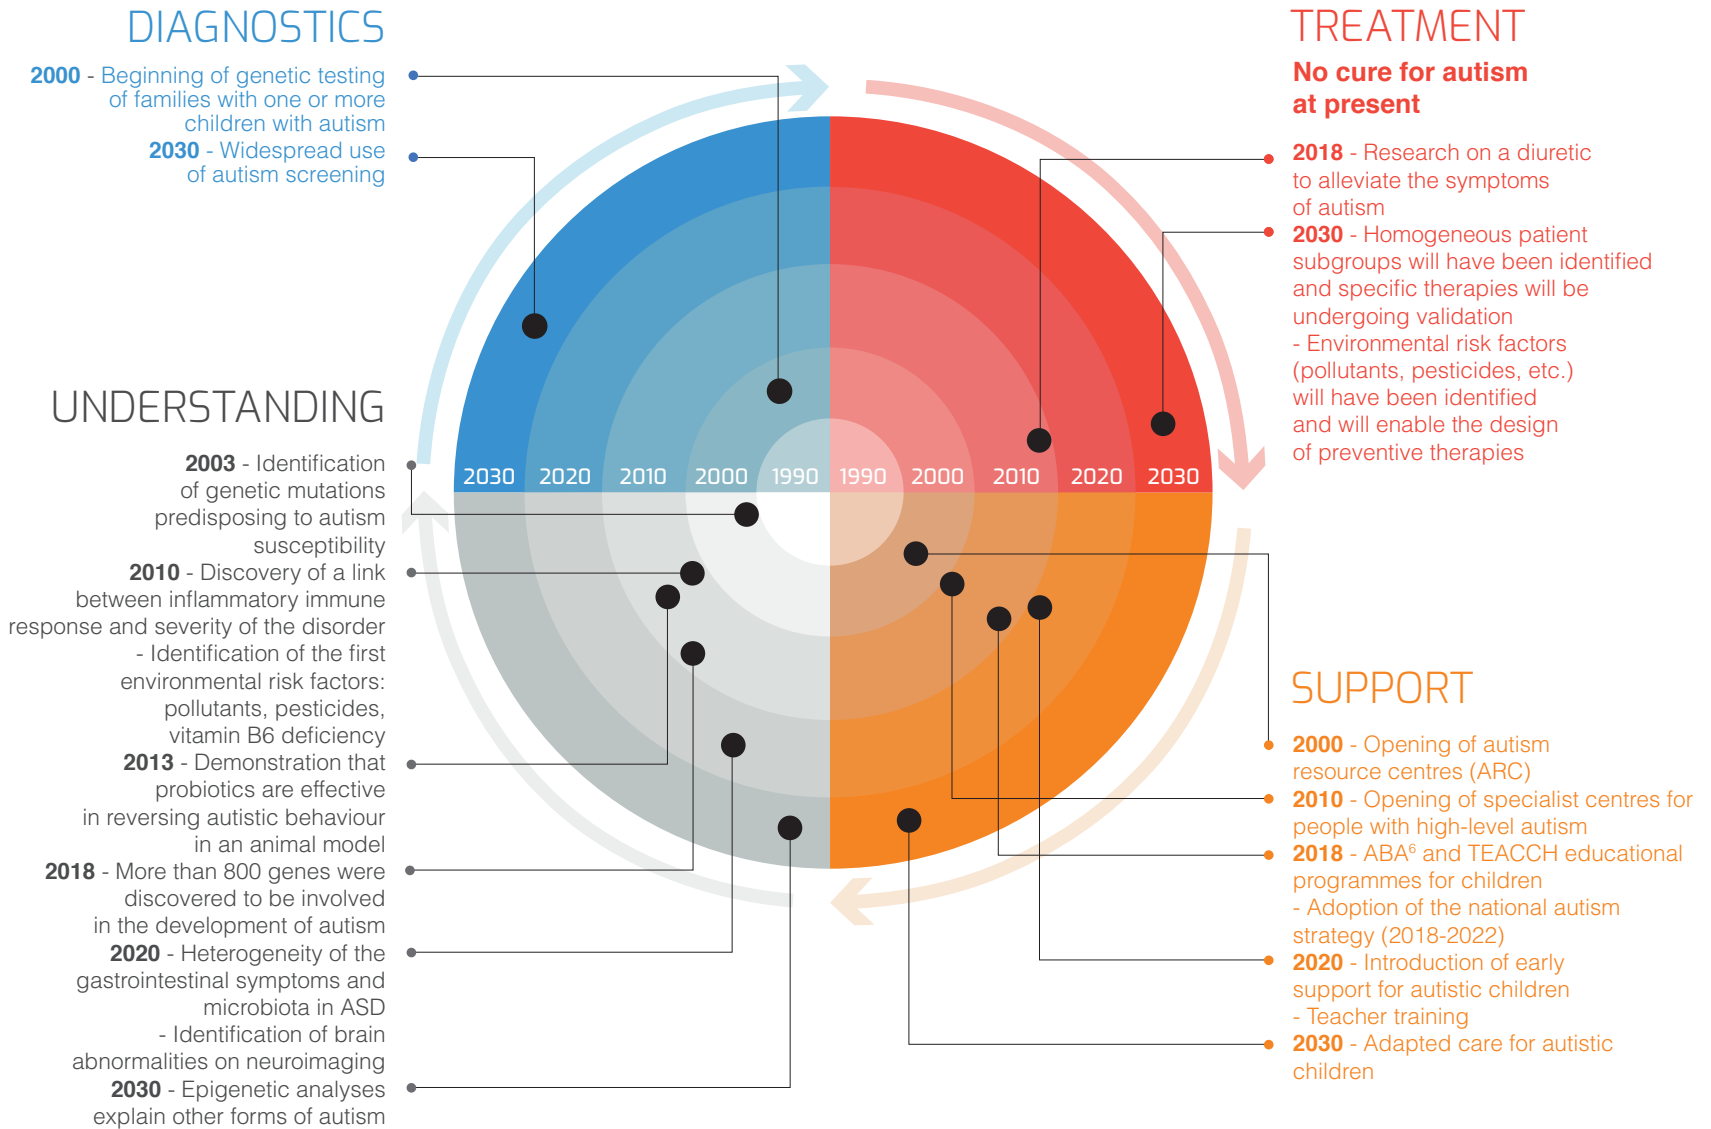 DIAGNOSTICS
2000 - Beginning of genetic testing
of families with one or more
children with autism
2030 - Widespread use
of autism screening
TREATMENT
No cure for autism
at present
2018 - Research on a diuretic
to alleviate the symptoms
of autism
2030 - Homogeneous patient
subgroups will have been identified
and specific therapies will be
undergoing validation
- Environmental risk factors
(pollutants, pesticides, etc.)
will have been identified
and will enable the design
of preventive therapies
2030 2020 2010 2000 1990 1990 2000 2010 2020 2030
UNDERSTANDING
2003 - Identification
of genetic mutations
predisposing to autism
susceptibility
2010 - Discovery of a link
between inflammatory immune
response and severity of the disorder
- Identification of the first
environmental risk factors:
pollutants, pesticides,
vitamin B6 deficiency
2013 - Demonstration that
probiotics are effective
in reversing autistic behaviour
in an animal model
2018 - More than 800 genes were
discovered to be involved
in the development of autism
2020 - Heterogeneity of the
gastrointestinal symptoms and
microbiota in ASD
- Identification of brain
abnormalities on neuroimaging
2030 - Epigenetic analyses
explain other forms of autism
SUPPORT
2000 - Opening of autism
resource centres (ARC)
2010 - Opening of specialist centres for
people with high-level autism
2018 - ABA⁶ and TEACCH educational
programmes for children
- Adoption of the national autism
strategy (2018-2022)
2020 - Introduction of early
support for autistic children
- Teacher training
2030 - Adapted care for autistic
children